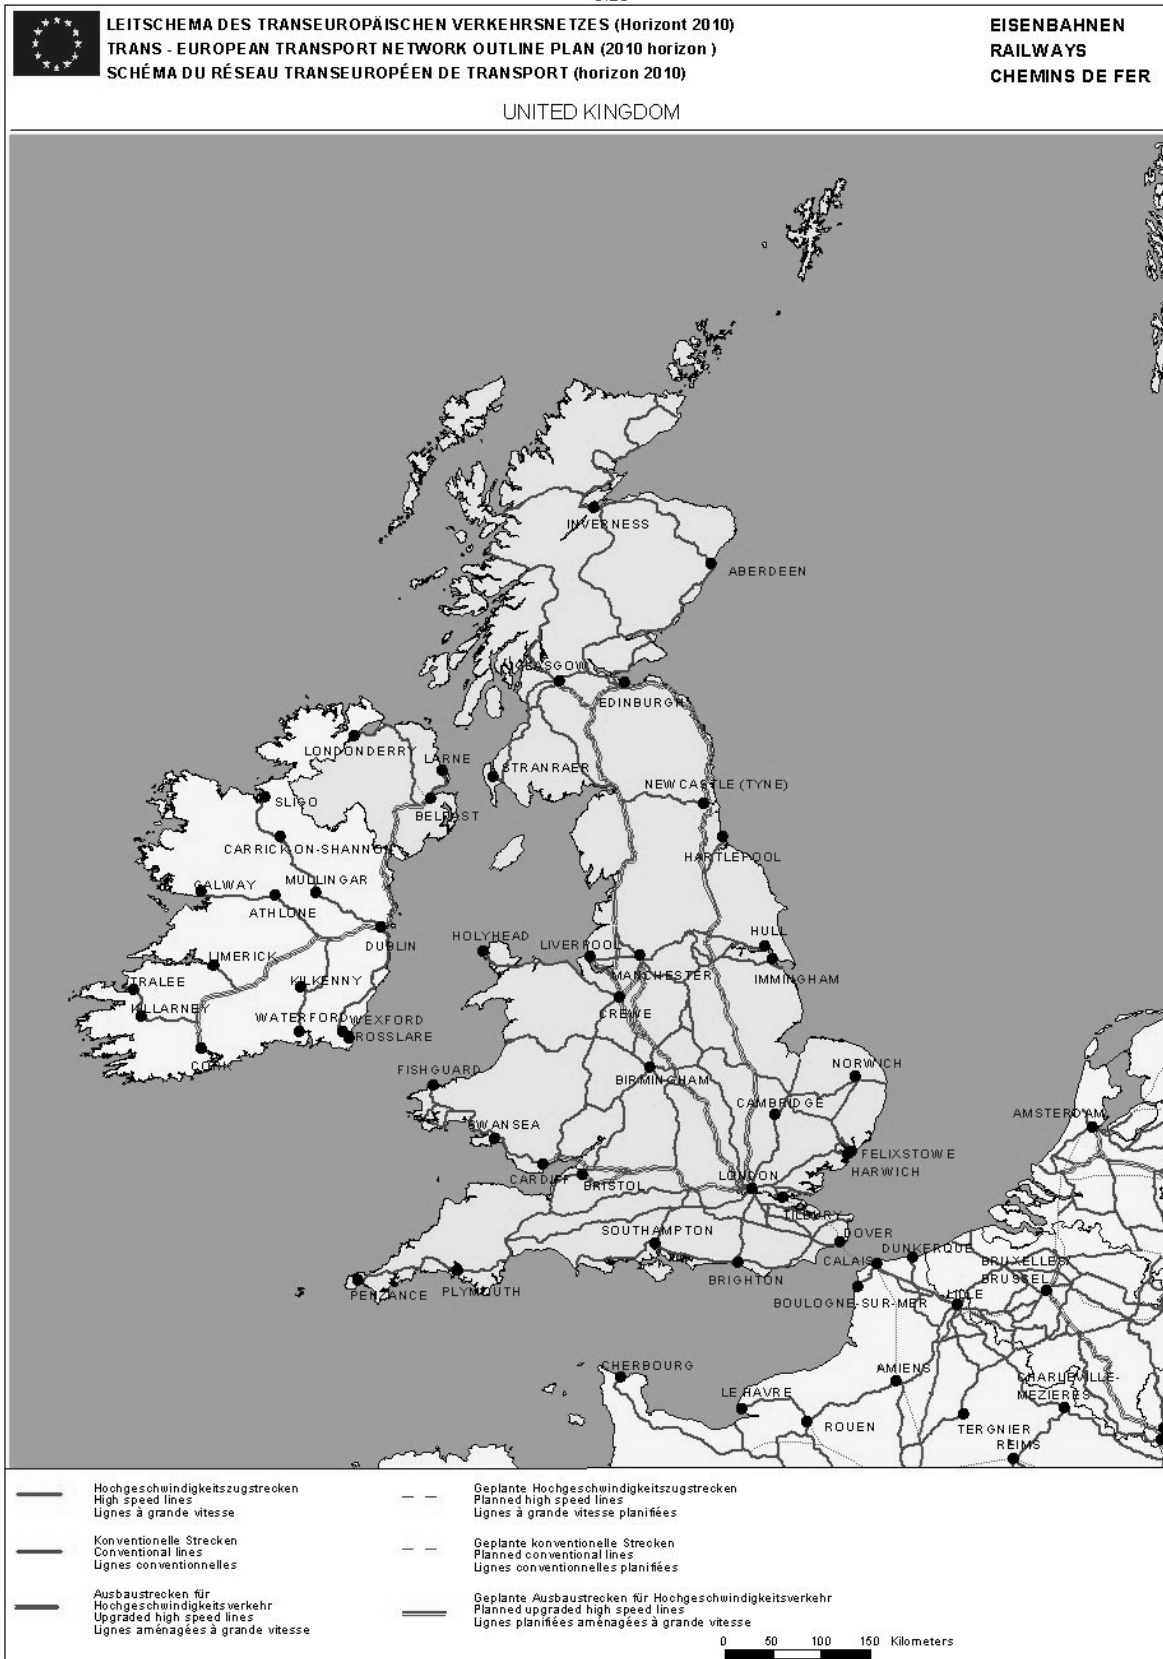 LEITSCHEMA DES TRANSEUROPÄISCHEN VERKEHRSNETZES (Horizont 2010)
TRANS - EUROPEAN TRANSPORT NETWORK OUTLINE PLAN (2010 horizon )
SCHÉMA DU RÉSEAU TRANSEUROPÉEN DE TRANSPORT (horizon 2010)
EISENBAHNEN
RAILWAYS
CHEMINS DE FER
UNITED KINGDOM
INVERNESS
ABERDEEN
GLASGOW
EDINBURGH
LONDONDERRY
LARNE
STRANRAER
NEWCASTLE (TYNE)
SLIGO
BELFAST
CARRICK-ON-SHANNON
HARTLEPOOL
GALWAY
MULLINGAR
ATHLONE
DUBLIN
HOLYHEAD
LIVERPOOL
HULL
LIMERICK
MANCHESTER
IMMINGHAM
TRALEE
KILKENNY
KILLARNEY
CREWE
WATERFORD
WEXFORD
ROSSLARE
CORK
FISHGUARD
BIRMINGHAM
NORWICH
CAMBRIDGE
AMSTERDAM
SWANSEA
FELIXSTOWE
HARWICH
CARDIFF
BRISTOL
LONDON
TILBURY
SOUTHAMPTON
DOVER
DUNKERQUE
CALAIS
BRUXELLES/
BRUSSEL
BRIGHTON
PENZANCE
PLYMOUTH
BOULOGNE-SUR-MER
LILLE
CHERBOURG
AMIENS
CHARLEVILLE-
MEZIERES
LE HAVRE
ROUEN
TERGNIER
REIMS
Hochgeschwindigkeitszugstrecken
High speed lines
Lignes à grande vitesse
Geplante Hochgeschwindigkeitszugstrecken
Planned high speed lines
Lignes à grande vitesse planifiées
Konventionelle Strecken
Conventional lines
Lignes conventionnelles
Geplante konventionelle Strecken
Planned conventional lines
Lignes conventionnelles planifiées
Ausbaustrecken für
Hochgeschwindigkeitsverkehr
Upgraded high speed lines
Lignes aménagées à grande vitesse
Geplante Ausbaustrecken für Hochgeschwindigkeitsverkehr
Planned upgraded high speed lines
Lignes planifiées aménagées à grande vitesse
0 50 100 150 Kilometers